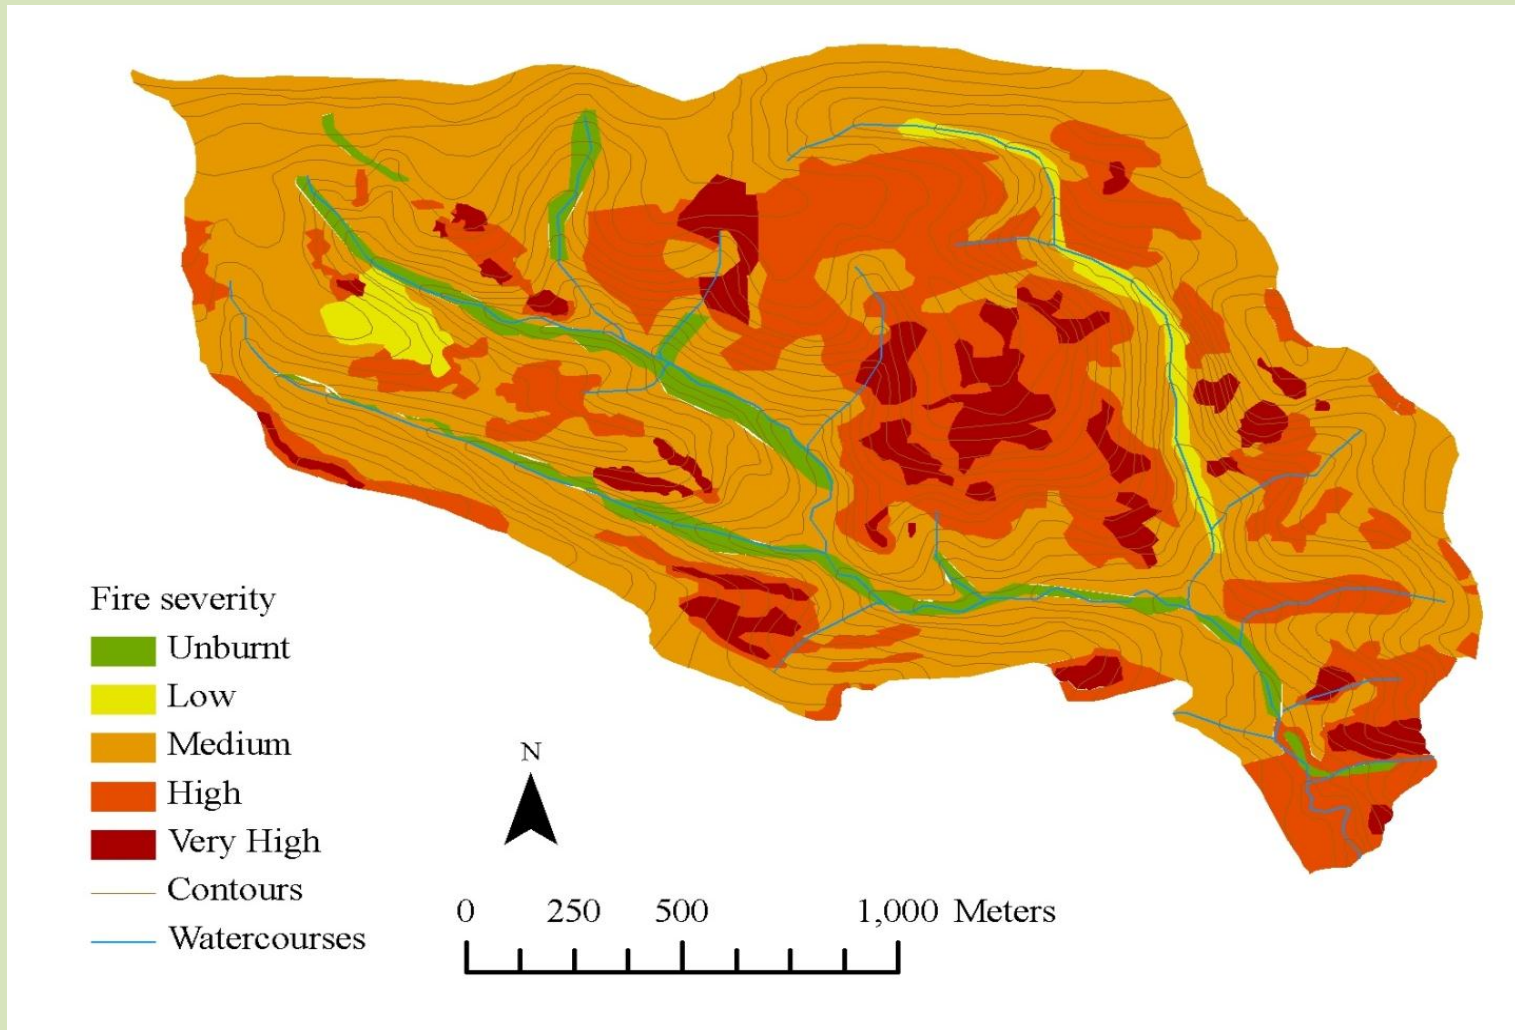 Fire severity
Unburnt
Low
Medium
High
Very High
Contours
Watercourses
N
0 250 500 1,000 Meters